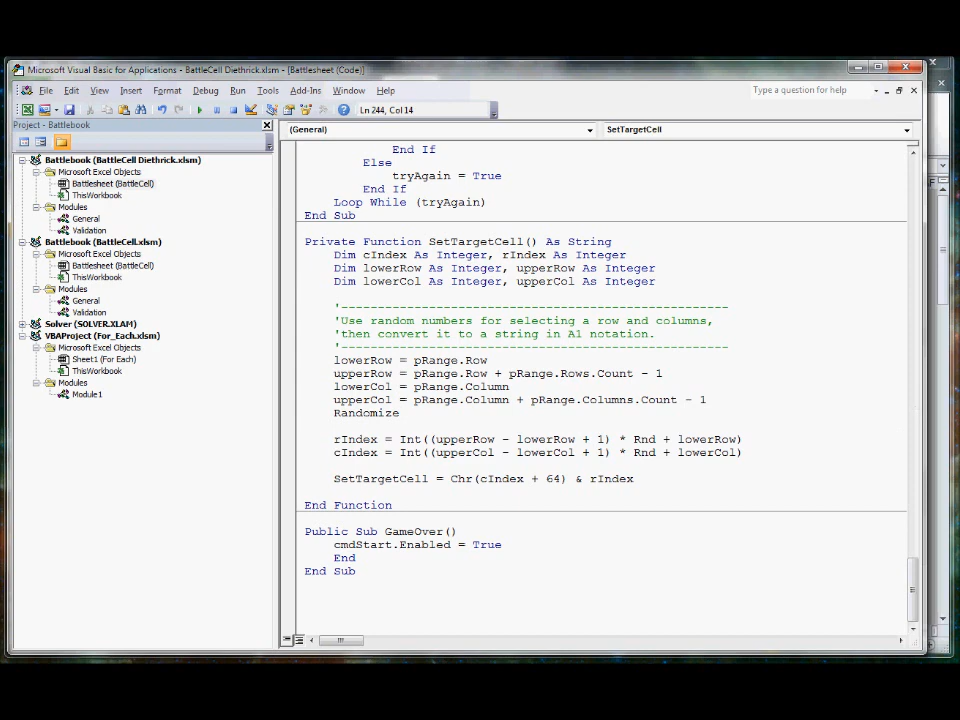 Microsoft Visual Basic for Applications - BattleCell Diethrick.xlsm - [Battlesheet (Code)]
File Edit View Insert Format Debug Run Tools Add-Ins Window Help
Type a question for help
Ln 244, Col 14
Project - Battlebook
(General)
SetTargetCell
Battlebook (BattleCell Diethrick.xlsm)
Microsoft Excel Objects
Battlesheet (BattleCell)
ThisWorkbook
Modules
General
Validation
Battlebook (BattleCell.xlsm)
Microsoft Excel Objects
Battlesheet (BattleCell)
ThisWorkbook
Modules
General
Validation
Solver (SOLVER.XLAM)
VBAProject (For_Each.xlsm)
Microsoft Excel Objects
Sheet1 (For Each)
ThisWorkbook
Modules
Module1
End If
Else
tryAgain = True
End If
Loop While (tryAgain)
End Sub
Private Function SetTargetCell() As String
Dim cIndex As Integer, rIndex As Integer
Dim lowerRow As Integer, upperRow As Integer
Dim lowerCol As Integer, upperCol As Integer
'-----------------------------------------------------
'Use random numbers for selecting a row and columns,
'then convert it to a string in A1 notation.
'-----------------------------------------------------
lowerRow = pRange.Row
upperRow = pRange.Row + pRange.Rows.Count - 1
lowerCol = pRange.Column
upperCol = pRange.Column + pRange.Columns.Count - 1
Randomize
rIndex = Int((upperRow - lowerRow + 1) * Rnd + lowerRow)
cIndex = Int((upperCol - lowerCol + 1) * Rnd + lowerCol)
SetTargetCell = Chr(cIndex + 64) & rIndex
End Function
Public Sub GameOver()
cmdStart.Enabled = True
End
End Sub